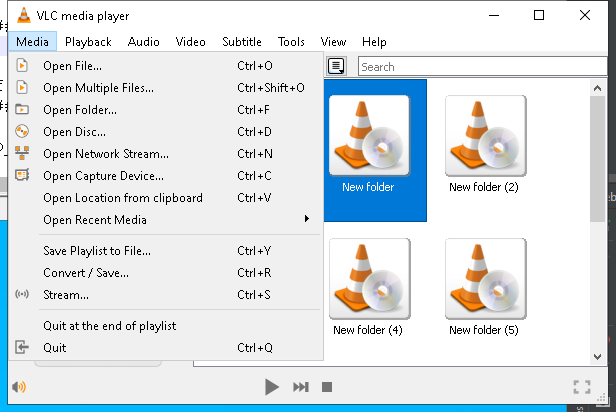 VLC media player
Media Playback Audio Video Subtitle Tools View Help
Open File... Ctrl+O
Open Multiple Files... Ctrl+Shift+O
Open Folder... Ctrl+F
Open Disc... Ctrl+D
Open Network Stream... Ctrl+N
Open Capture Device... Ctrl+C
Open Location from clipboard Ctrl+V
Open Recent Media
Save Playlist to File... Ctrl+Y
Convert / Save... Ctrl+R
Stream... Ctrl+S
Quit at the end of playlist
Quit Ctrl+Q
Search
New folder
New folder (2)
New folder (4)
New folder (5)